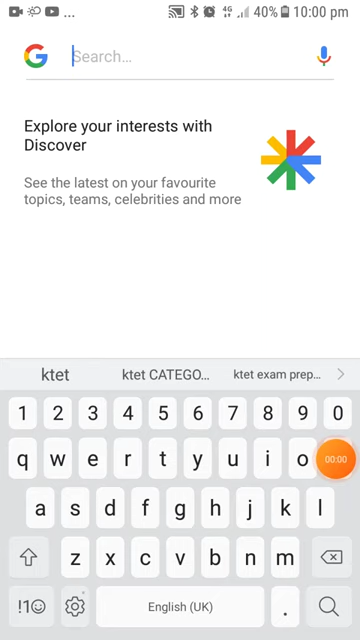 ... 4G 40% 10:00 pm
Search...
Explore your interests with
Discover
See the latest on your favourite
topics, teams, celebrities and more
ktet ktet CATEGO... ktet exam prep...
1 2 3 4 5 6 7 8 9 0
q w e r t y u i o 00:00
a s d f g h j k l
z x c v b n m
!1☺ English (UK) .